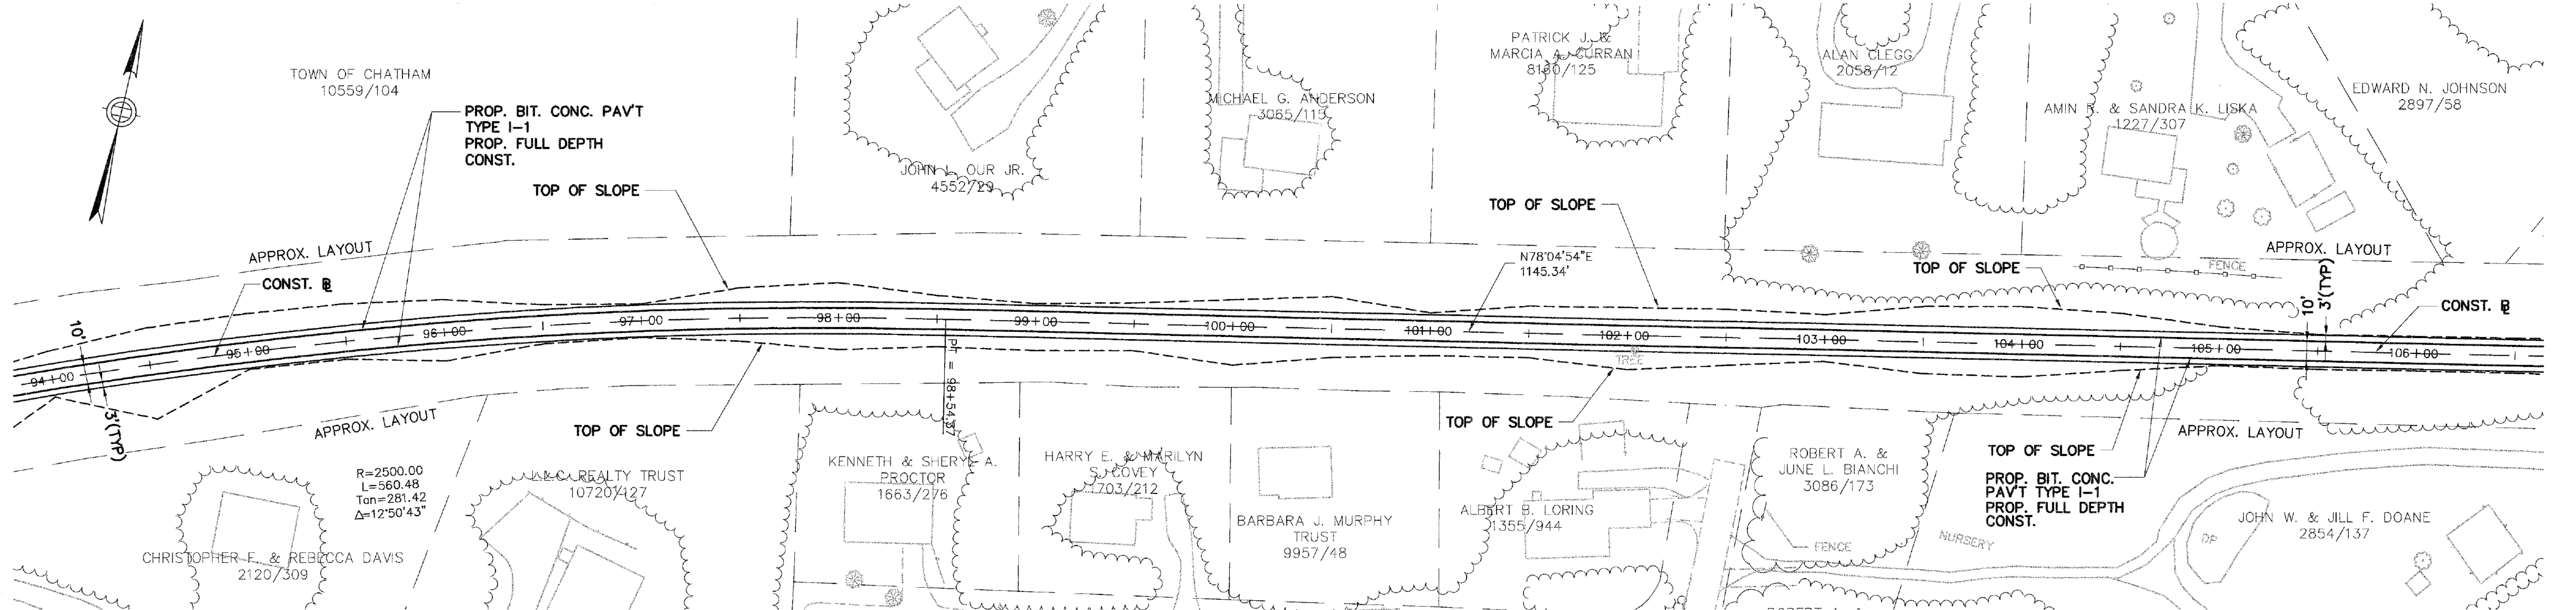 TOWN OF CHATHAM
10559/104
PROP. BIT. CONC. PAV'T
TYPE I-1
PROP. FULL DEPTH
CONST.
TOP OF SLOPE
JOHN L. OUR JR.
4552/29
MICHAEL G. ANDERSON
3065/115
PATRICK J. &
MARCIA A. CURRAN
8160/125
ALAN CLEGG
2058/12
AMIN R. & SANDRA K. LISKA
1227/307
EDWARD N. JOHNSON
2897/58
TOP OF SLOPE
N78°04'54"E
1145.34'
TOP OF SLOPE
APPROX. LAYOUT
FENCE
APPROX. LAYOUT
CONST. BL
10'
3'(TYP)
CONST. BL
10'
3'(TYP)
94+00
95+00
96+00
97+00
98+00
99+00
100+00
101+00
102+00
103+00
104+00
105+00
106+00
TREE
PT = 98+54.37
APPROX. LAYOUT
TOP OF SLOPE
TOP OF SLOPE
TOP OF SLOPE
APPROX. LAYOUT
R=2500.00
L=560.48
Tan=281.42
Δ=12°50'43"
CHRISTOPHER F. & REBECCA DAVIS
2120/309
L&C REALTY TRUST
10720/127
KENNETH & SHERYL A.
PROCTOR
1663/276
HARRY E. & MARILYN
S. COVEY
1703/212
BARBARA J. MURPHY
TRUST
9957/48
ALBERT B. LORING
1355/944
ROBERT A. &
JUNE L. BIANCHI
3086/173
FENCE
NURSERY
PROP. BIT. CONC.
PAV'T TYPE I-1
PROP. FULL DEPTH
CONST.
JOHN W. & JILL F. DOANE
2854/137
DP